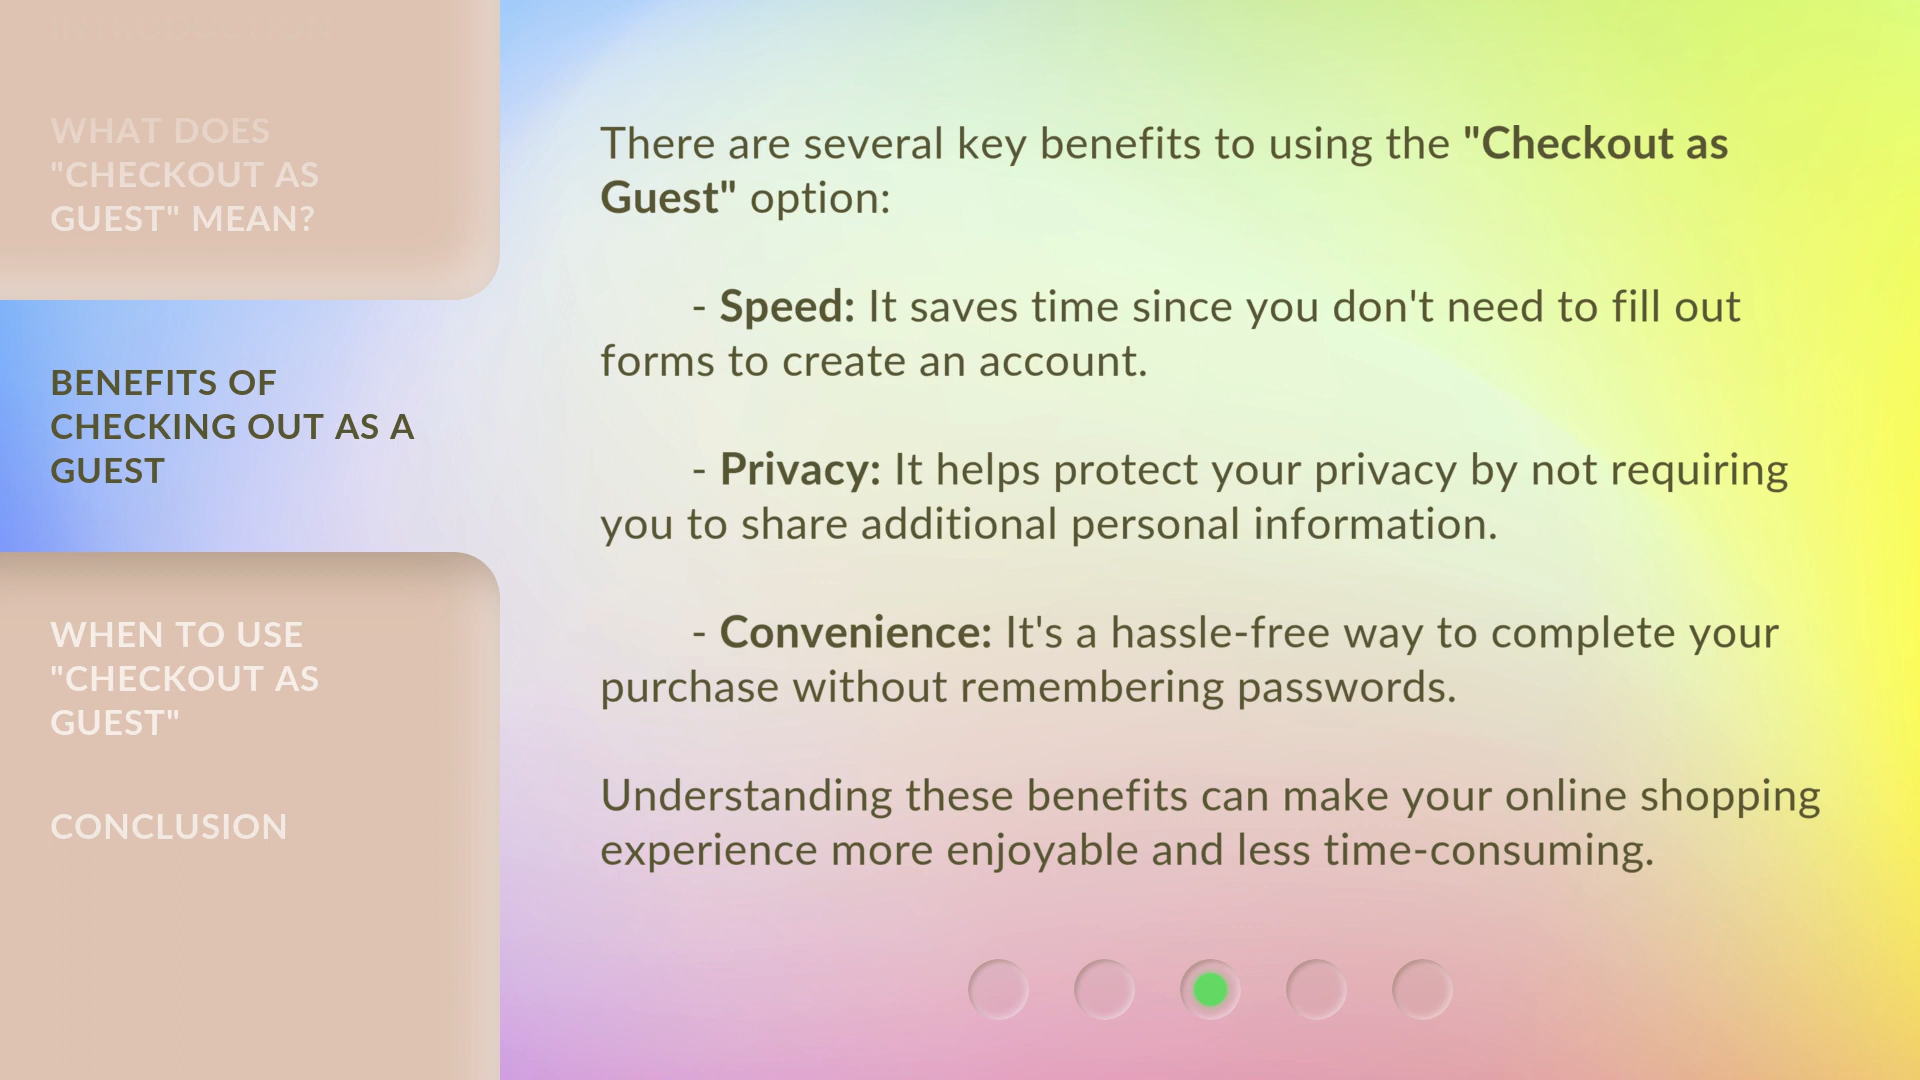 INTRODUCTION
WHAT DOES
"CHECKOUT AS
GUEST" MEAN?
BENEFITS OF
CHECKING OUT AS A
GUEST
WHEN TO USE
"CHECKOUT AS
GUEST"
CONCLUSION
There are several key benefits to using the "Checkout as
Guest" option:
- Speed: It saves time since you don't need to fill out
forms to create an account.
- Privacy: It helps protect your privacy by not requiring
you to share additional personal information.
- Convenience: It's a hassle-free way to complete your
purchase without remembering passwords.
Understanding these benefits can make your online shopping
experience more enjoyable and less time-consuming.